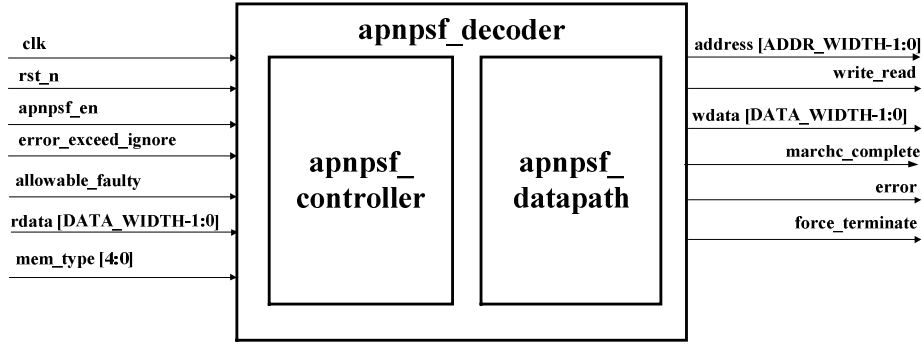 apnpsf_decoder
clk
rst_n
apnpsf_en
error_exceed_ignore
allowable_faulty
rdata [DATA_WIDTH-1:0]
mem_type [4:0]
apnpsf_
controller
apnpsf_
datapath
address [ADDR_WIDTH-1:0]
write_read
wdata [DATA_WIDTH-1:0]
marchc_complete
error
force_terminate